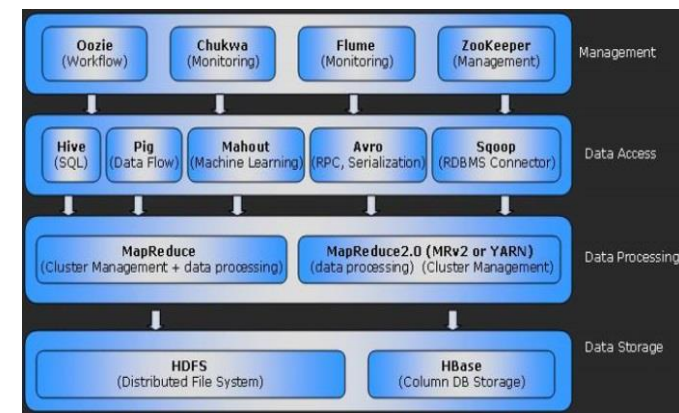 Oozie
(Workflow)
Chukwa
(Monitoring)
Flume
(Monitoring)
ZooKeeper
(Management)
Management
Hive
(SQL)
Pig
(Data Flow)
Mahout
(Machine Learning)
Avro
(RPC, Serialization)
Sqoop
(RDBMS Connector)
Data Access
MapReduce
(Cluster Management + data processing)
MapReduce2.0 (MRv2 or YARN)
(data processing) (Cluster Management)
Data Processing
HDFS
(Distributed File System)
HBase
(Column DB Storage)
Data Storage